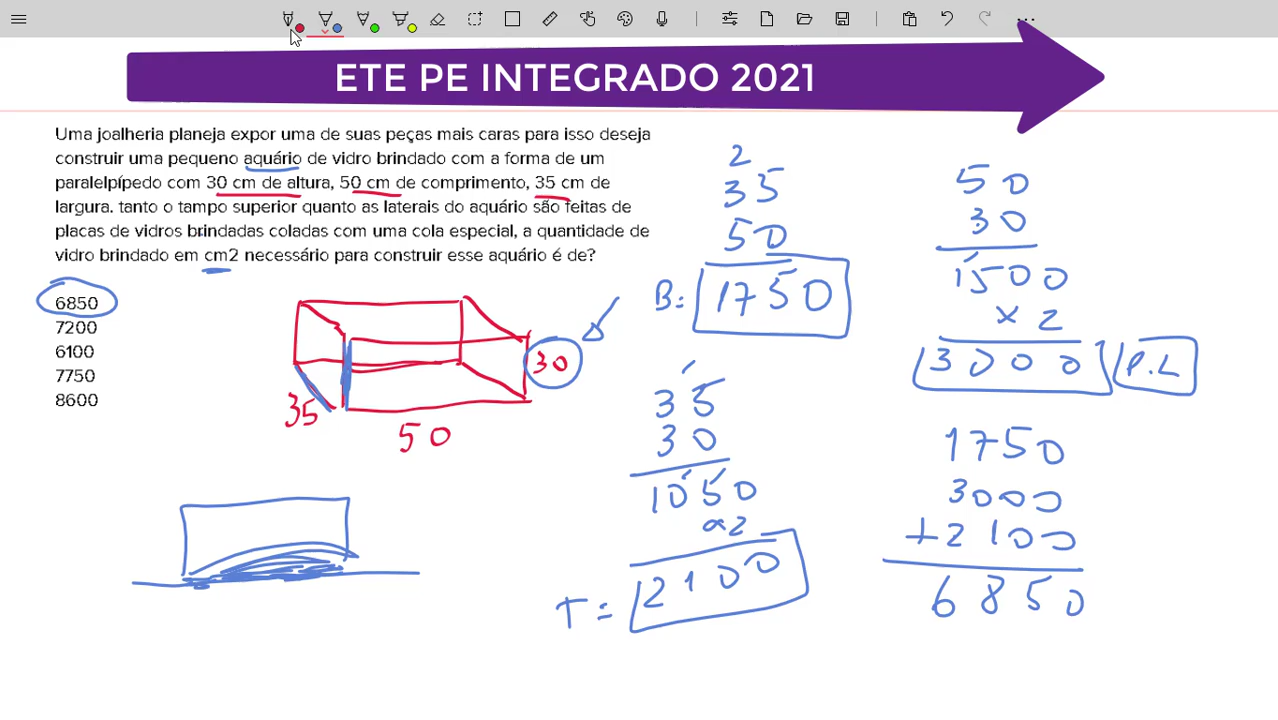 ETE PE INTEGRADO 2021
Uma joalheria planeja expor uma de suas peças mais caras para isso deseja
construir uma pequeno aquário de vidro brindado com a forma de um
paralelpípedo com 30 cm de altura, 50 cm de comprimento, 35 cm de
largura. tanto o tampo superior quanto as laterais do aquário são feitas de
placas de vidros brindadas coladas com uma cola especial, a quantidade de
vidro brindado em cm2 necessário para construir esse aquário é de?
6850
7200
6100
7750
8600
30
35
50
2
35
50
B: 1750
35
30
1050
x2
T = 2100
50
30
1500
x 2
3000 P.L
1750
3000
+2100
6850